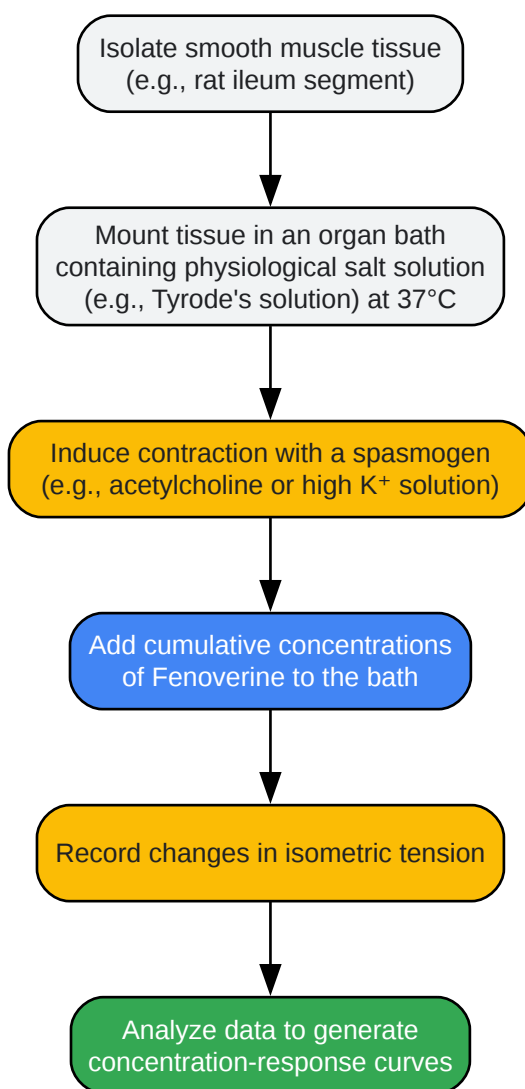 Isolate smooth muscle tissue
(e.g., rat ileum segment)
Mount tissue in an organ bath
containing physiological salt solution
(e.g., Tyrode's solution) at 37°C
Induce contraction with a spasmogen
(e.g., acetylcholine or high K⁺ solution)
Add cumulative concentrations
of Fenoverine to the bath
Record changes in isometric tension
Analyze data to generate
concentration-response curves